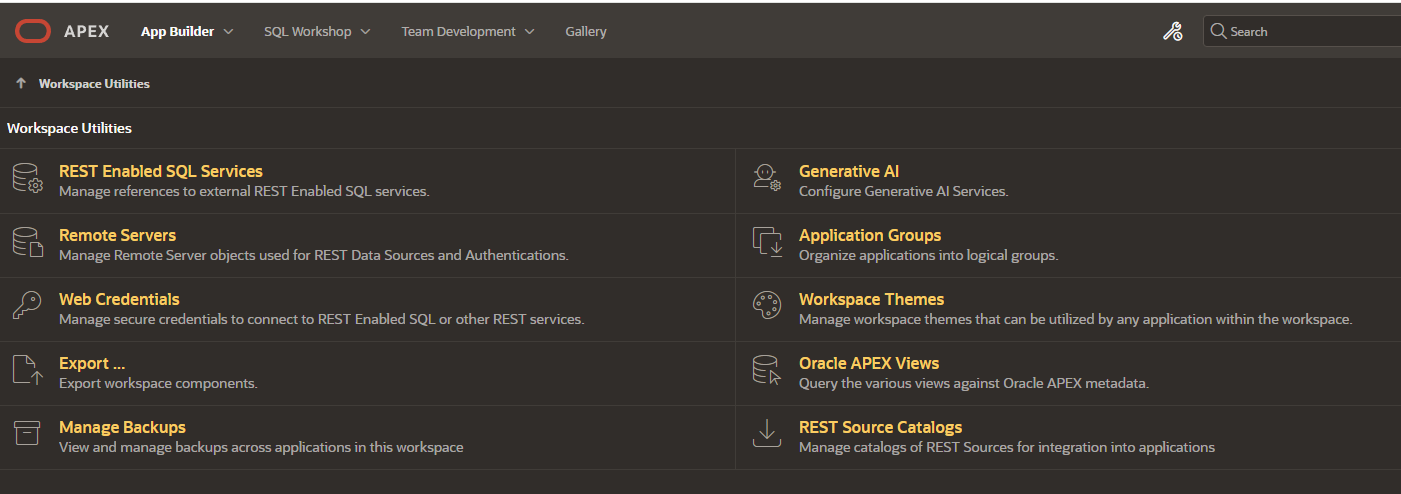 APEX App Builder SQL Workshop Team Development Gallery Search
Workspace Utilities
Workspace Utilities
REST Enabled SQL Services
Manage references to external REST Enabled SQL services.
Generative AI
Configure Generative AI Services.
Remote Servers
Manage Remote Server objects used for REST Data Sources and Authentications.
Application Groups
Organize applications into logical groups.
Web Credentials
Manage secure credentials to connect to REST Enabled SQL or other REST services.
Workspace Themes
Manage workspace themes that can be utilized by any application within the workspace.
Export ...
Export workspace components.
Oracle APEX Views
Query the various views against Oracle APEX metadata.
Manage Backups
View and manage backups across applications in this workspace
REST Source Catalogs
Manage catalogs of REST Sources for integration into applications